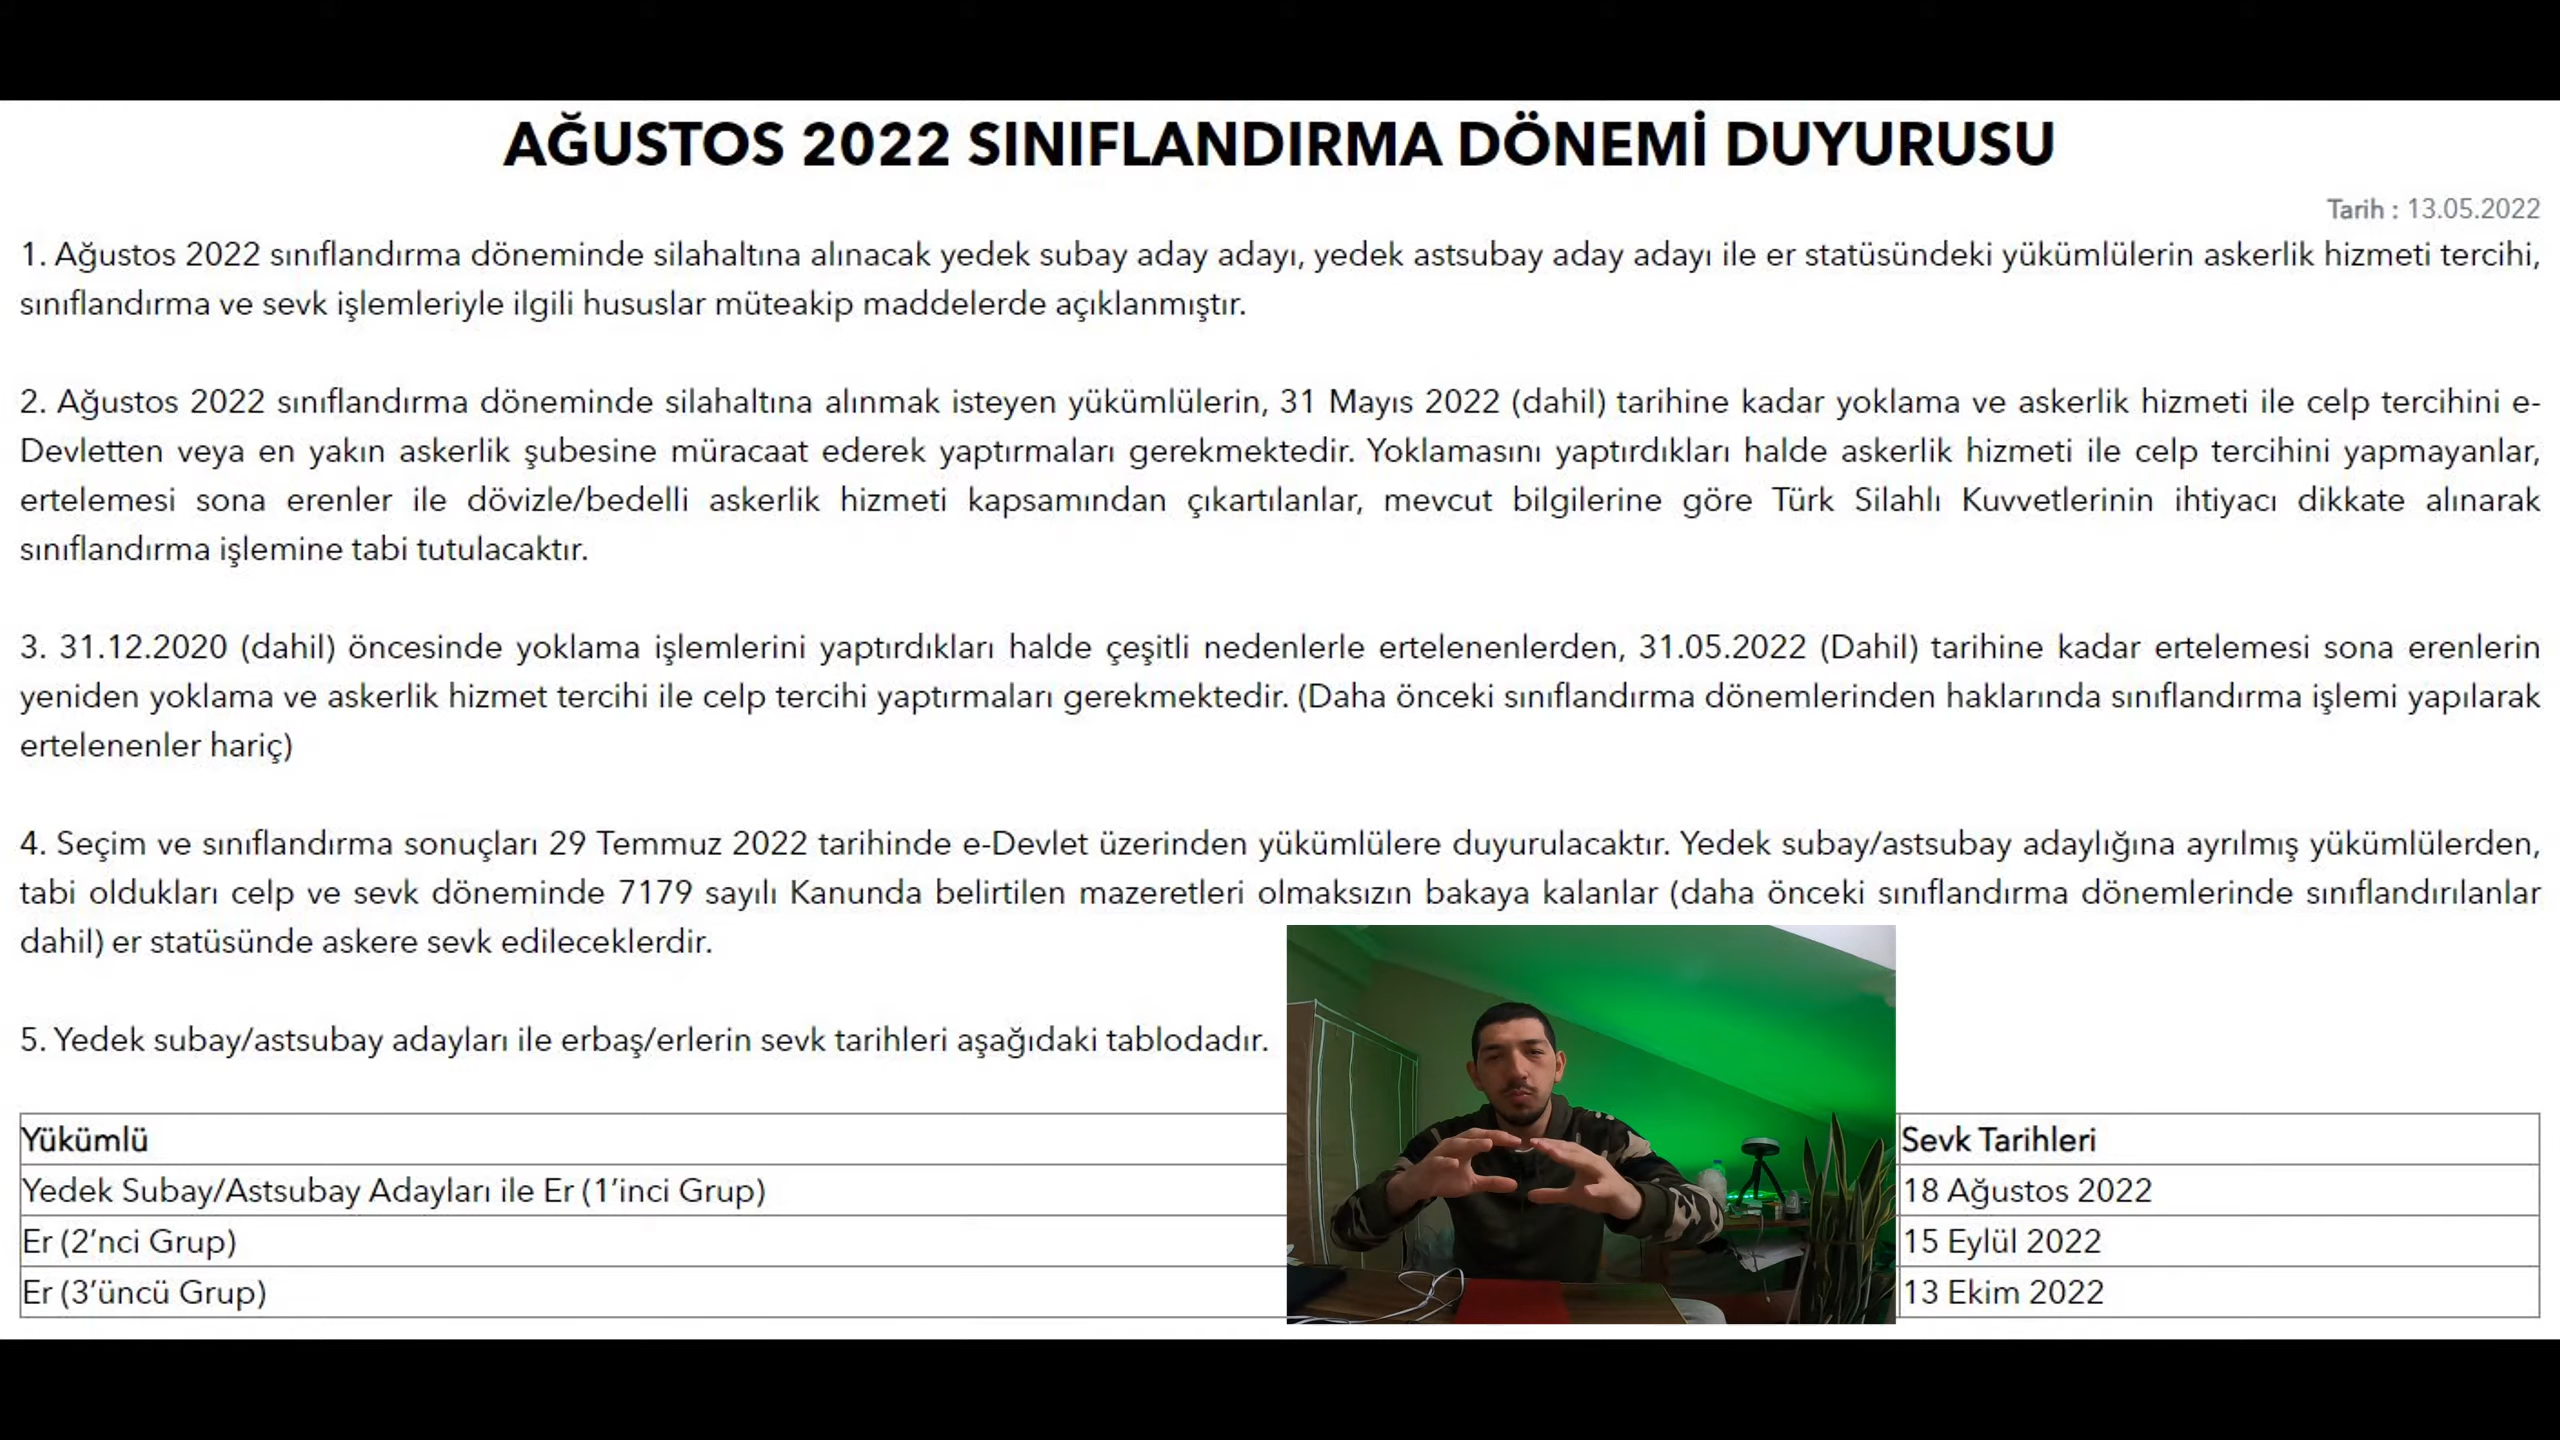 AĞUSTOS 2022 SINIFLANDIRMA DÖNEMİ DUYURUSU
Tarih : 13.05.2022
1. Ağustos 2022 sınıflandırma döneminde silahaltına alınacak yedek subay aday adayı, yedek astsubay aday adayı ile er statüsündeki yükümlülerin askerlik hizmeti tercihi,
sınıflandırma ve sevk işlemleriyle ilgili hususlar müteakip maddelerde açıklanmıştır.
2. Ağustos 2022 sınıflandırma döneminde silahaltına alınmak isteyen yükümlülerin, 31 Mayıs 2022 (dahil) tarihine kadar yoklama ve askerlik hizmeti ile celp tercihini e-
Devletten veya en yakın askerlik şubesine müracaat ederek yaptırmaları gerekmektedir. Yoklamasını yaptırdıkları halde askerlik hizmeti ile celp tercihini yapmayanlar,
ertelemesi sona erenler ile dövizle/bedelli askerlik hizmeti kapsamından çıkartılanlar, mevcut bilgilerine göre Türk Silahlı Kuvvetlerinin ihtiyacı dikkate alınarak
sınıflandırma işlemine tabi tutulacaktır.
3. 31.12.2020 (dahil) öncesinde yoklama işlemlerini yaptırdıkları halde çeşitli nedenlerle ertelenenlerden, 31.05.2022 (Dahil) tarihine kadar ertelemesi sona erenlerin
yeniden yoklama ve askerlik hizmet tercihi ile celp tercihi yaptırmaları gerekmektedir. (Daha önceki sınıflandırma dönemlerinden haklarında sınıflandırma işlemi yapılarak
ertelenenler hariç)
4. Seçim ve sınıflandırma sonuçları 29 Temmuz 2022 tarihinde e-Devlet üzerinden yükümlülere duyurulacaktır. Yedek subay/astsubay adaylığına ayrılmış yükümlülerden,
tabi oldukları celp ve sevk döneminde 7179 sayılı Kanunda belirtilen mazeretleri olmaksızın bakaya kalanlar (daha önceki sınıflandırma dönemlerinde sınıflandırılanlar
dahil) er statüsünde askere sevk edileceklerdir.
5. Yedek subay/astsubay adayları ile erbaş/erlerin sevk tarihleri aşağıdaki tablodadır.
Yükümlü Sevk Tarihleri
Yedek Subay/Astsubay Adayları ile Er (1’inci Grup) 18 Ağustos 2022
Er (2’nci Grup) 15 Eylül 2022
Er (3’üncü Grup) 13 Ekim 2022